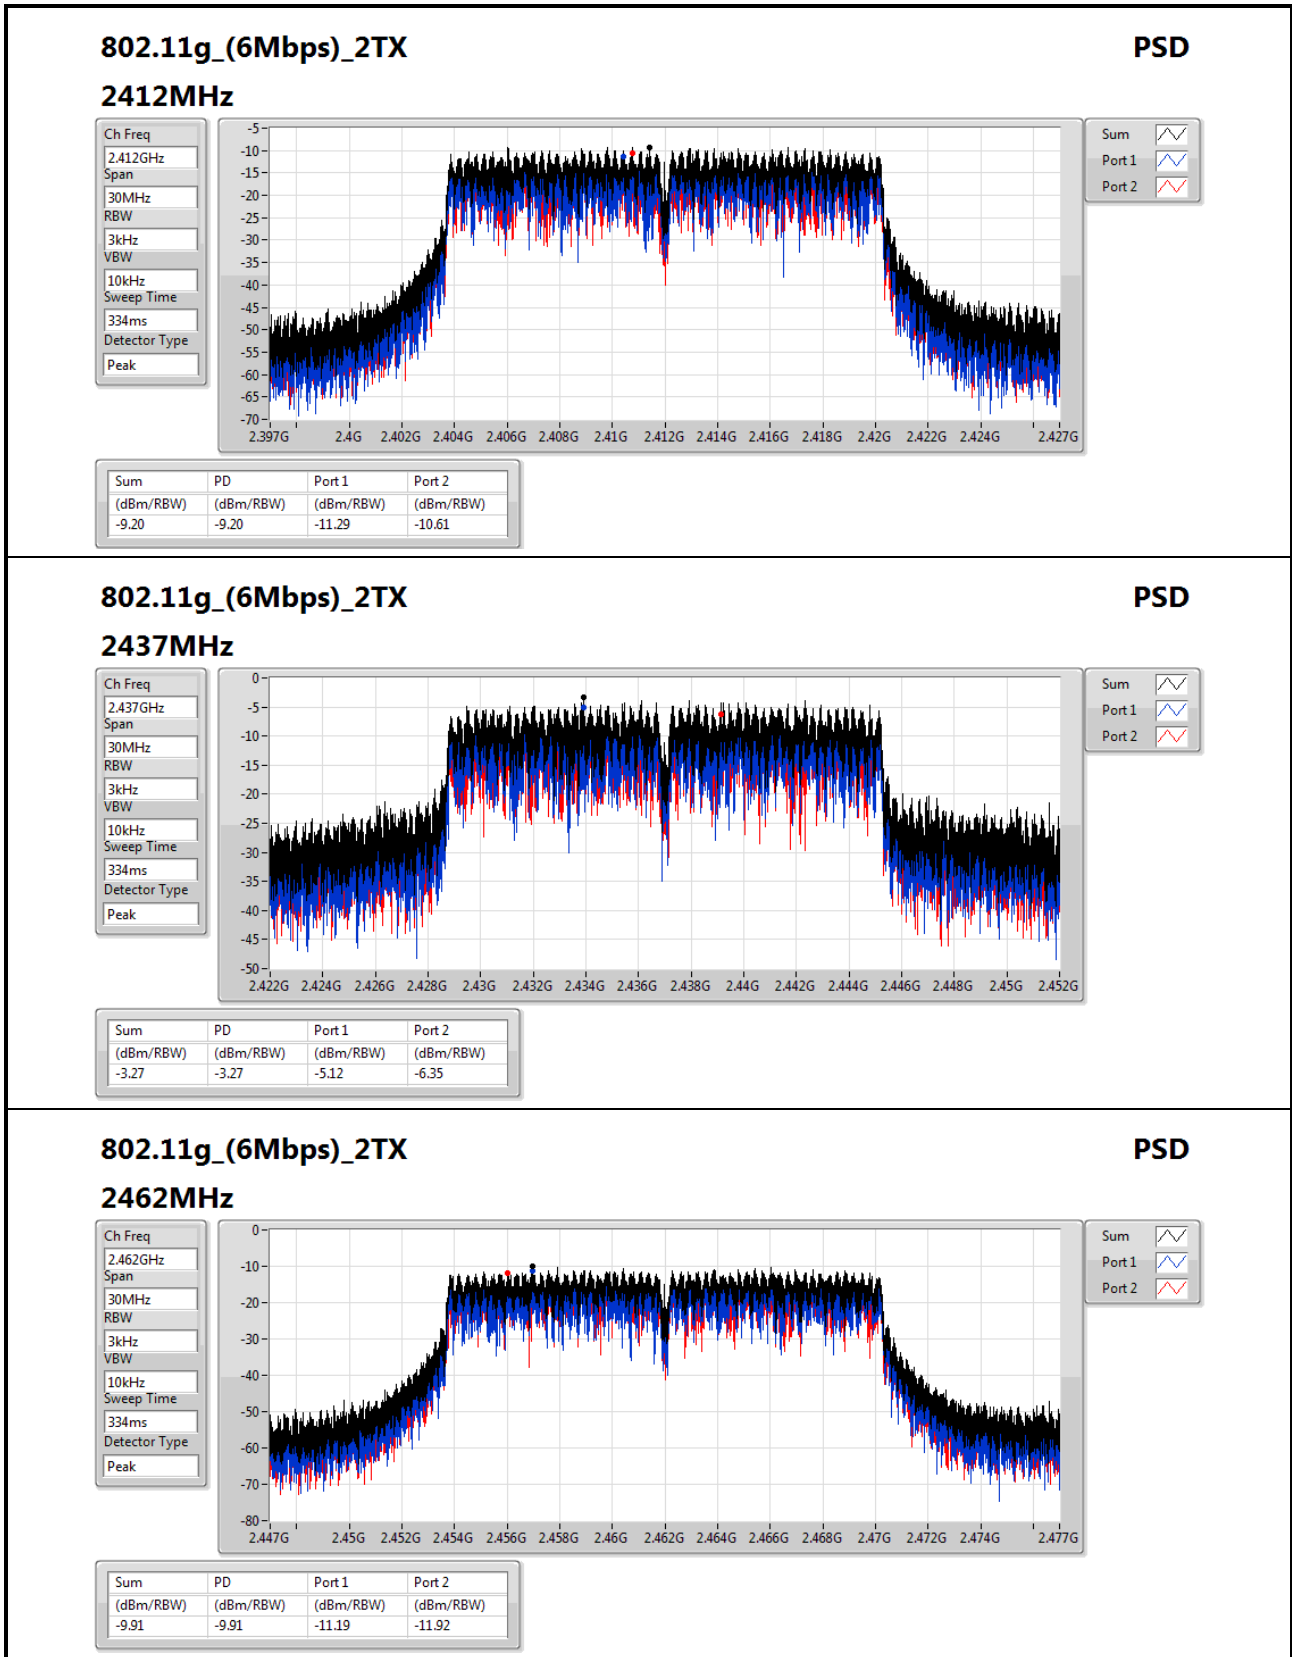 802.11g_(6Mbps)_2TX PSD
2412MHz
Ch Freq
2.412GHz
Span
30MHz
RBW
3kHz
VBW
10kHz
Sweep Time
334ms
Detector Type
Peak
-5
-10
-15
-20
-25
-30
-35
-40
-45
-50
-55
-60
-65
-70
2.397G 2.4G 2.402G 2.404G 2.406G 2.408G 2.41G 2.412G 2.414G 2.416G 2.418G 2.42G 2.422G 2.424G 2.427G
Sum
Port 1
Port 2
Sum PD Port 1 Port 2
(dBm/RBW) (dBm/RBW) (dBm/RBW) (dBm/RBW)
-9.20 -9.20 -11.29 -10.61
802.11g_(6Mbps)_2TX PSD
2437MHz
Ch Freq
2.437GHz
Span
30MHz
RBW
3kHz
VBW
10kHz
Sweep Time
334ms
Detector Type
Peak
0
-5
-10
-15
-20
-25
-30
-35
-40
-45
-50
2.422G 2.424G 2.426G 2.428G 2.43G 2.432G 2.434G 2.436G 2.438G 2.44G 2.442G 2.444G 2.446G 2.448G 2.45G 2.452G
Sum
Port 1
Port 2
Sum PD Port 1 Port 2
(dBm/RBW) (dBm/RBW) (dBm/RBW) (dBm/RBW)
-3.27 -3.27 -5.12 -6.35
802.11g_(6Mbps)_2TX PSD
2462MHz
Ch Freq
2.462GHz
Span
30MHz
RBW
3kHz
VBW
10kHz
Sweep Time
334ms
Detector Type
Peak
0
-10
-20
-30
-40
-50
-60
-70
-80
2.447G 2.45G 2.452G 2.454G 2.456G 2.458G 2.46G 2.462G 2.464G 2.466G 2.468G 2.47G 2.472G 2.474G 2.477G
Sum
Port 1
Port 2
Sum PD Port 1 Port 2
(dBm/RBW) (dBm/RBW) (dBm/RBW) (dBm/RBW)
-9.91 -9.91 -11.19 -11.92